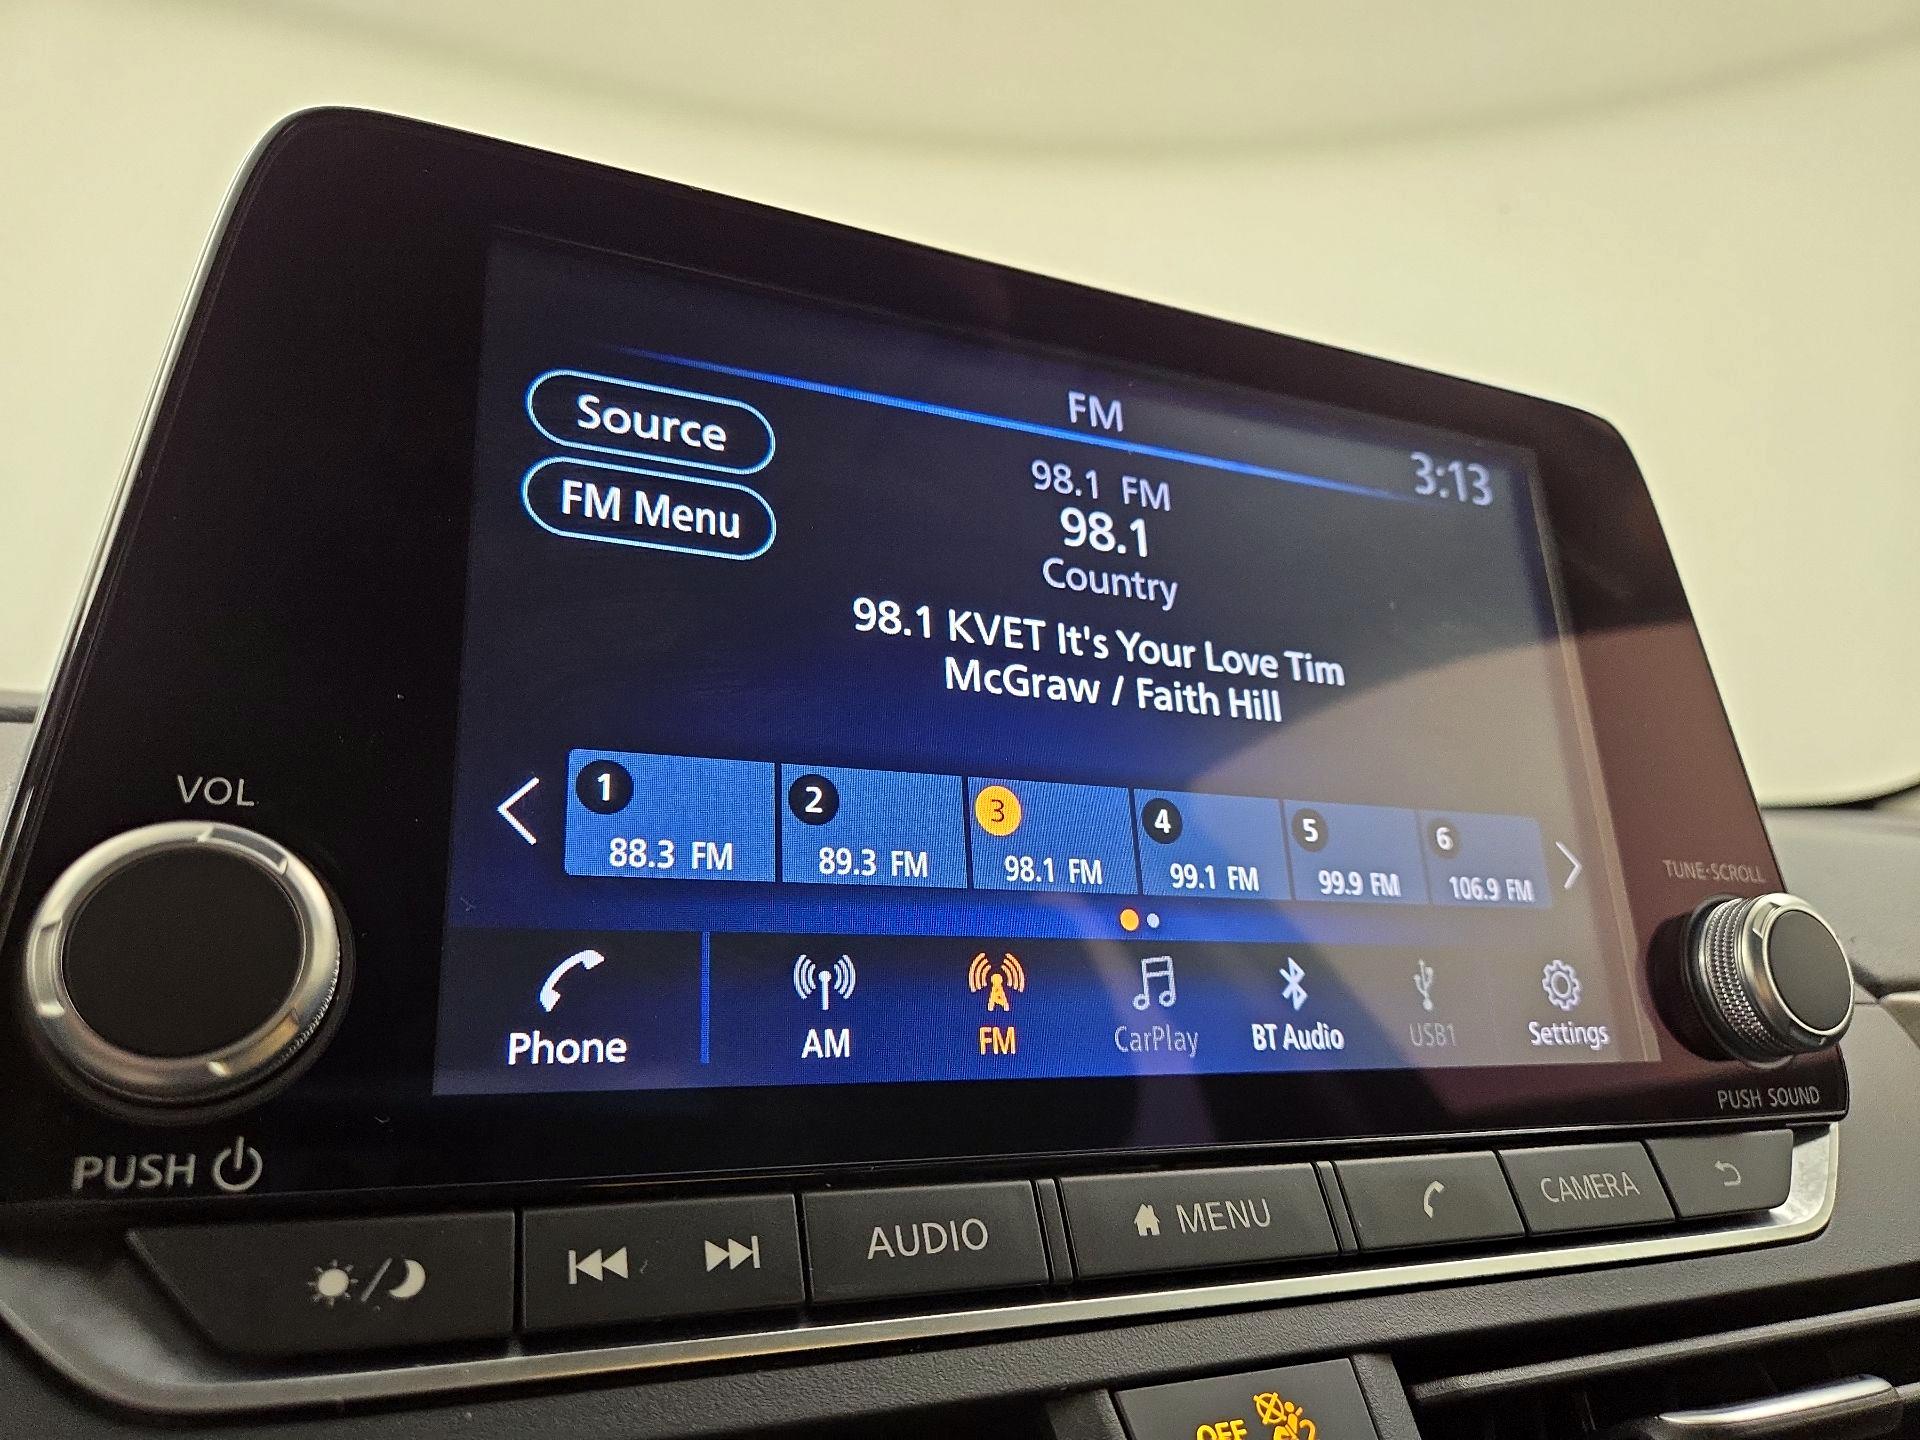 FM
3:13
Source
FM Menu
98.1 FM
98.1
Country
98.1 KVET It's Your Love Tim
McGraw / Faith Hill
1
2
3
4
5
6
88.3 FM
89.3 FM
98.1 FM
99.1 FM
99.9 FM
106.9 FM
Phone
AM
FM
CarPlay
BT Audio
USB1
Settings
VOL
PUSH
TUNE·SCROLL
PUSH SOUND
AUDIO
MENU
CAMERA
OFF